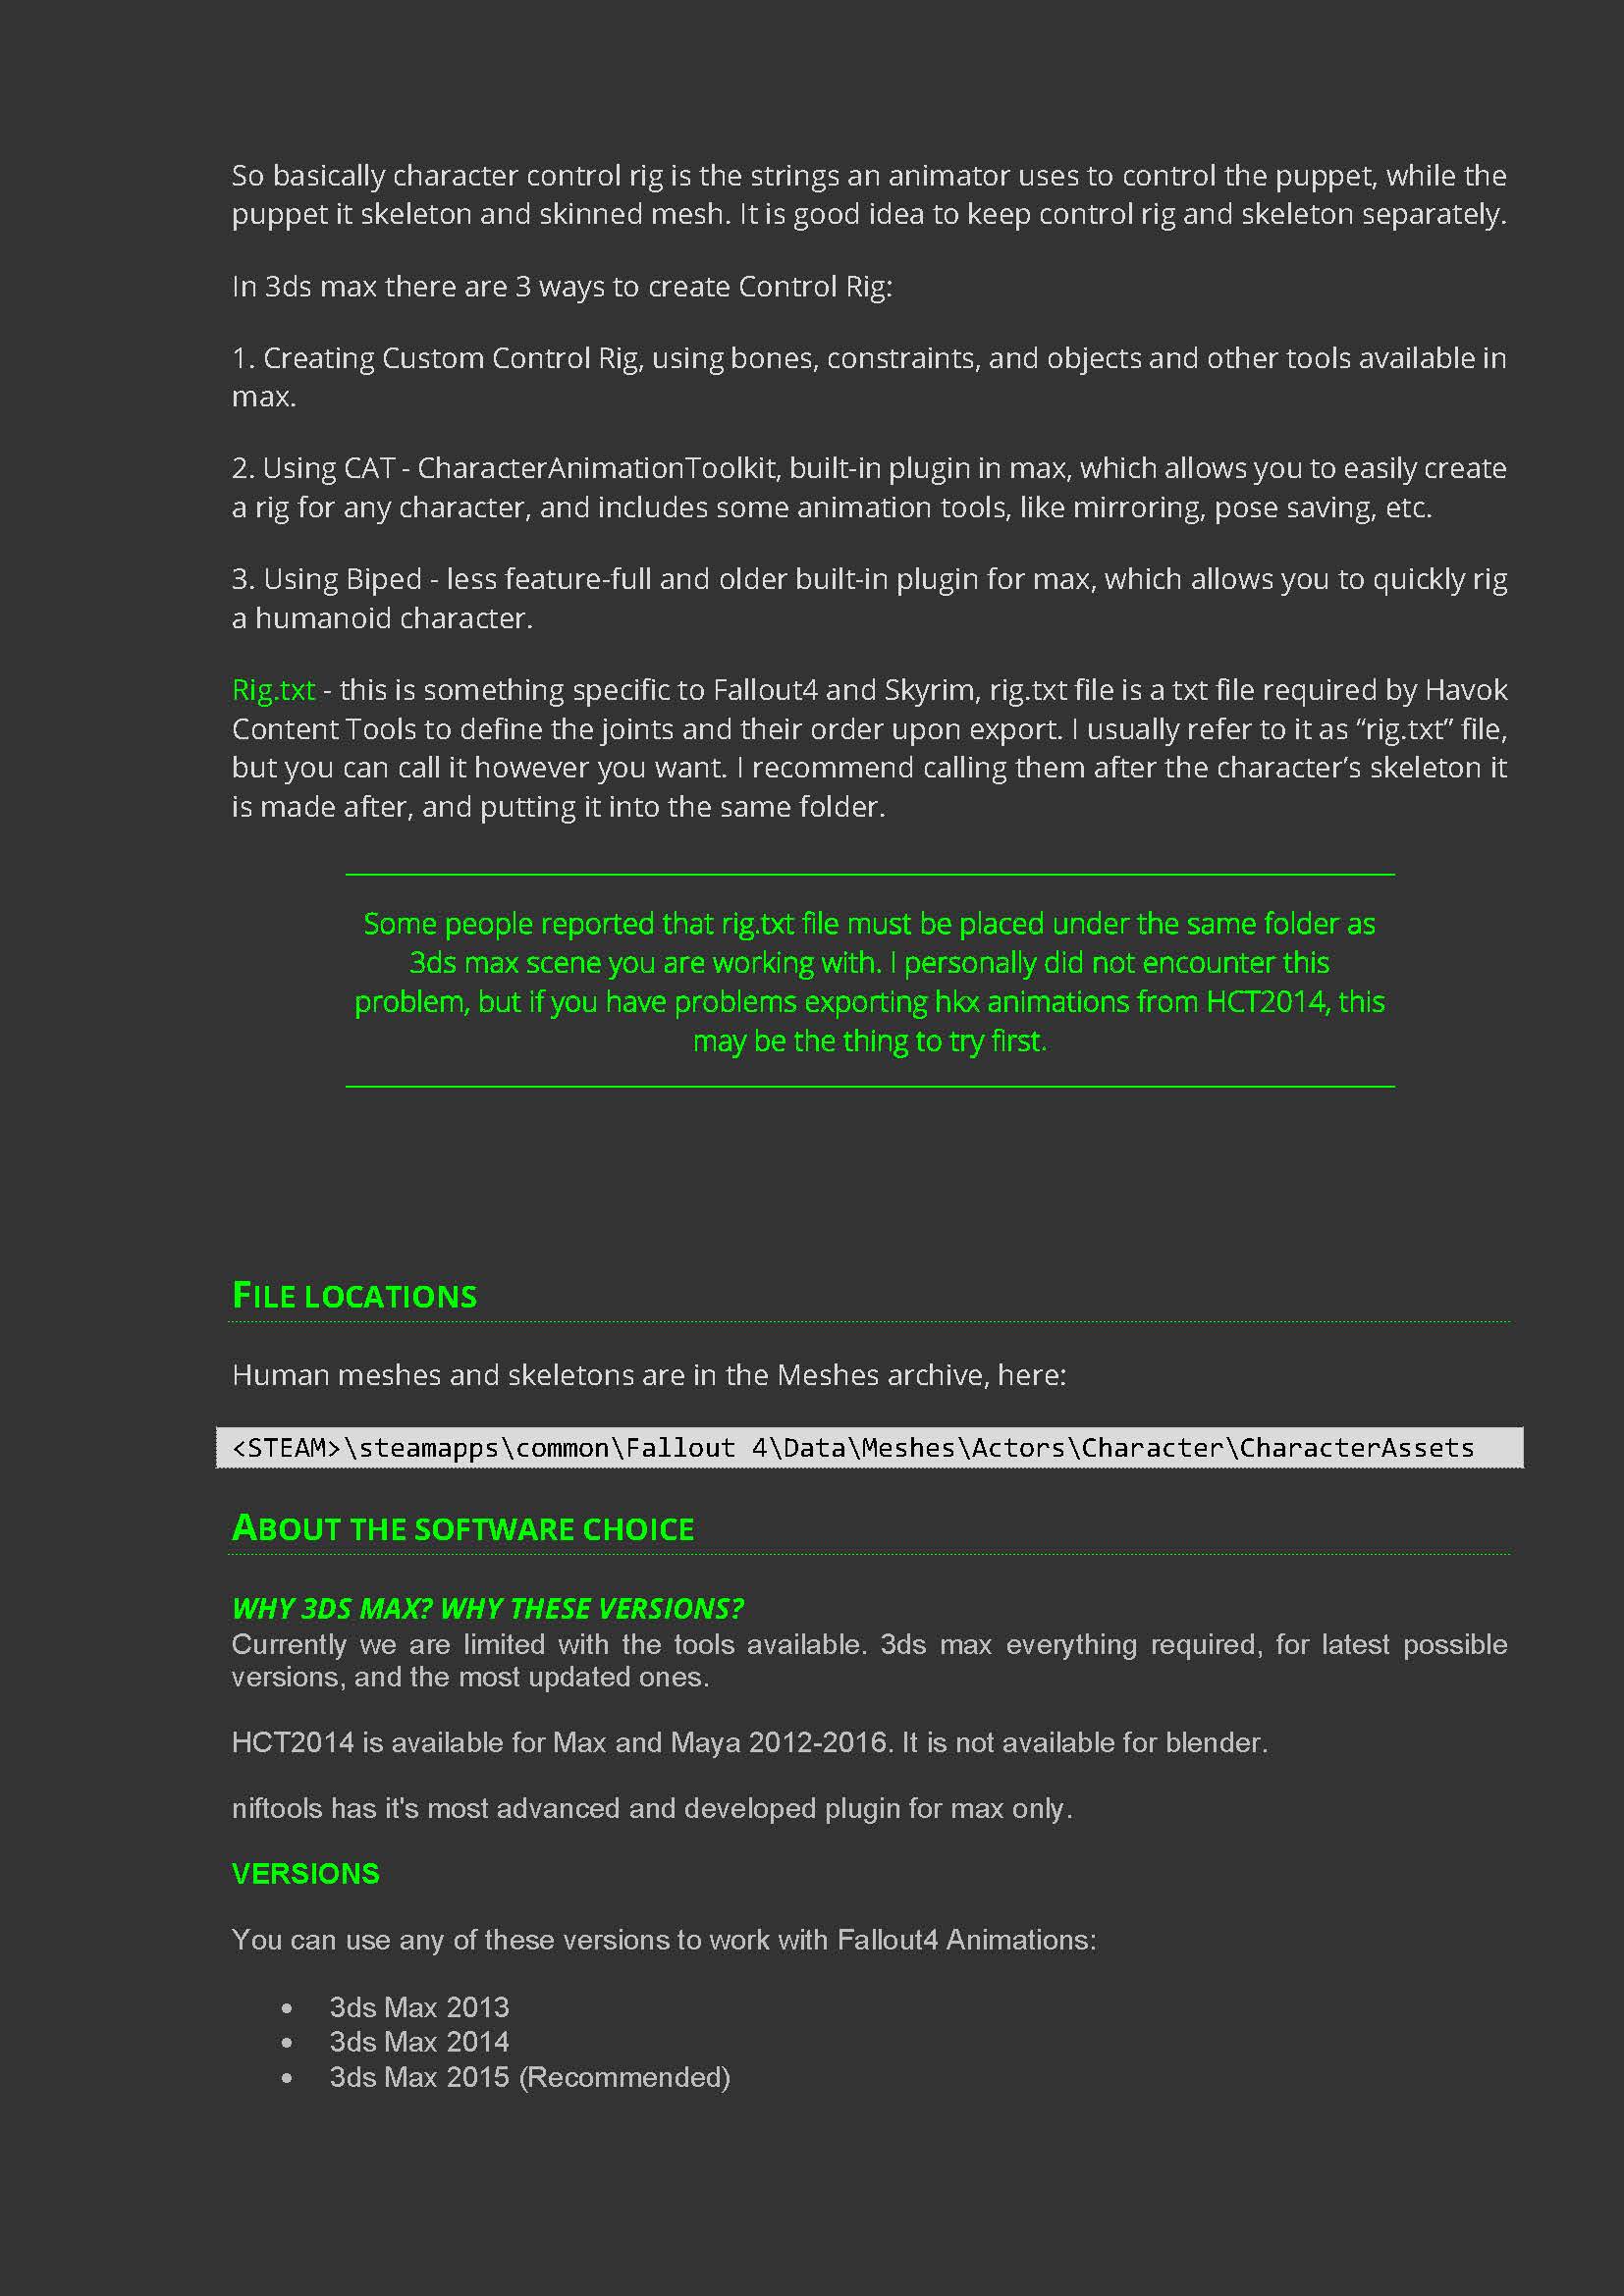 So basically character control rig is the strings an animator uses to control the puppet, while the
puppet it skeleton and skinned mesh. It is good idea to keep control rig and skeleton separately.
In 3ds max there are 3 ways to create Control Rig:
1. Creating Custom Control Rig, using bones, constraints, and objects and other tools available in
max.
2. Using CAT - CharacterAnimationToolkit, built-in plugin in max, which allows you to easily create
a rig for any character, and includes some animation tools, like mirroring, pose saving, etc.
3. Using Biped - less feature-full and older built-in plugin for max, which allows you to quickly rig
a humanoid character.
Rig.txt - this is something specific to Fallout4 and Skyrim, rig.txt file is a txt file required by Havok
Content Tools to define the joints and their order upon export. I usually refer to it as “rig.txt” file,
but you can call it however you want. I recommend calling them after the character’s skeleton it
is made after, and putting it into the same folder.
Some people reported that rig.txt file must be placed under the same folder as
3ds max scene you are working with. I personally did not encounter this
problem, but if you have problems exporting hkx animations from HCT2014, this
may be the thing to try first.
FILE LOCATIONS
Human meshes and skeletons are in the Meshes archive, here:
<STEAM>\steamapps\common\Fallout 4\Data\Meshes\Actors\Character\CharacterAssets
ABOUT THE SOFTWARE CHOICE
WHY 3DS MAX? WHY THESE VERSIONS?
Currently we are limited with the tools available. 3ds max everything required, for latest possible
versions, and the most updated ones.
HCT2014 is available for Max and Maya 2012-2016. It is not available for blender.
niftools has it's most advanced and developed plugin for max only.
VERSIONS
You can use any of these versions to work with Fallout4 Animations:
• 3ds Max 2013
• 3ds Max 2014
• 3ds Max 2015 (Recommended)